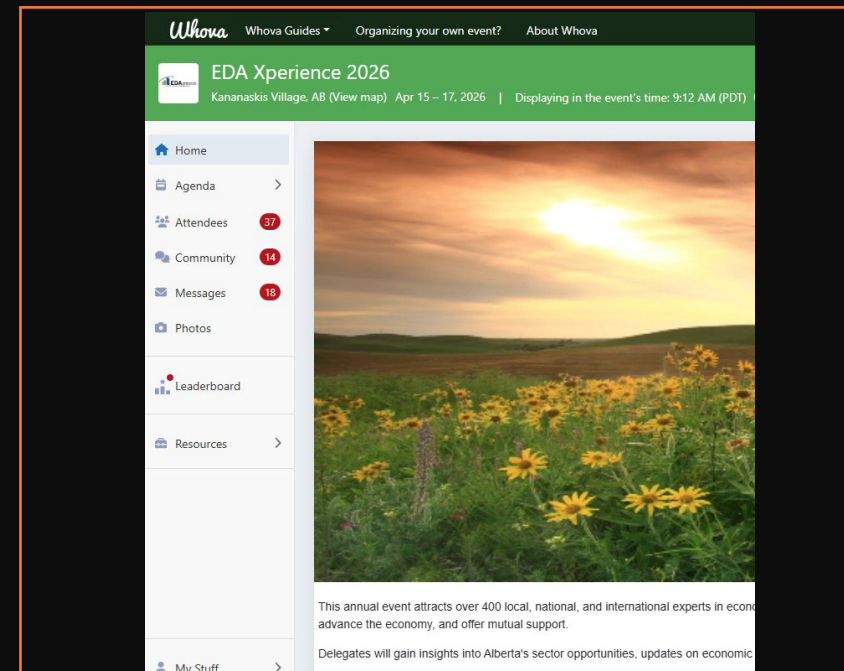 Whova Whova Guides Organizing your own event? About Whova
EDA Xperience 2026
Kananaskis Village, AB (View map) Apr 15 – 17, 2026 | Displaying in the event's time: 9:12 AM (PDT)
Home
Agenda
Attendees 37
Community 14
Messages 18
Photos
Leaderboard
Resources
This annual event attracts over 400 local, national, and international experts in econo
advance the economy, and offer mutual support.
Delegates will gain insights into Alberta's sector opportunities, updates on economic
My Stuff